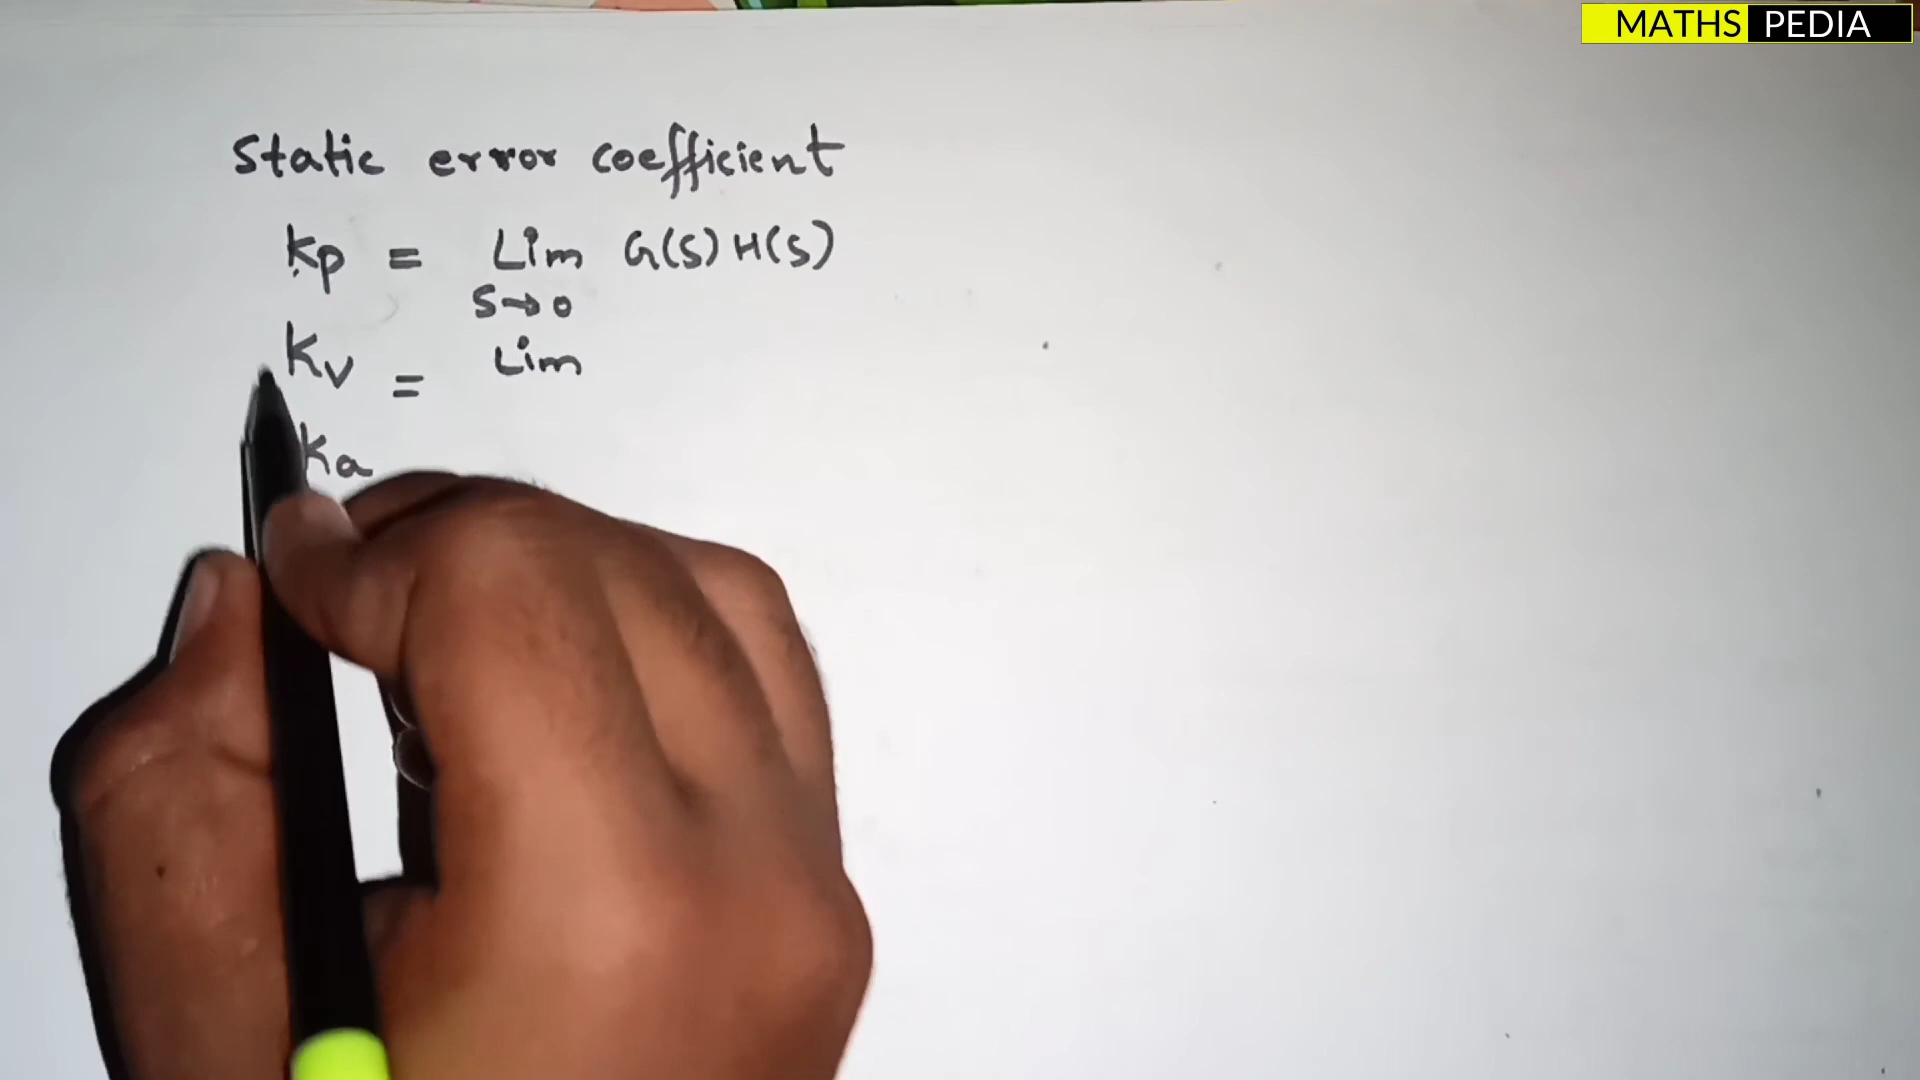 MATHS PEDIA
Static error coefficient
Kp = Lim G(S) H(S)
S→0
Kv = Lim
Ka